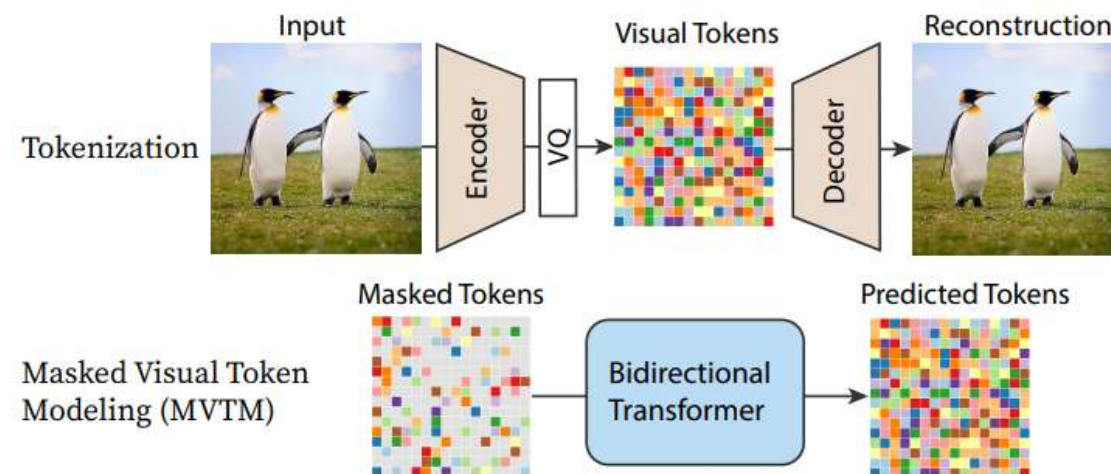 Input
Visual Tokens
Reconstruction
Tokenization
Encoder
VQ
Decoder
Masked Tokens
Predicted Tokens
Masked Visual Token
Modeling (MVTM)
Bidirectional
Transformer